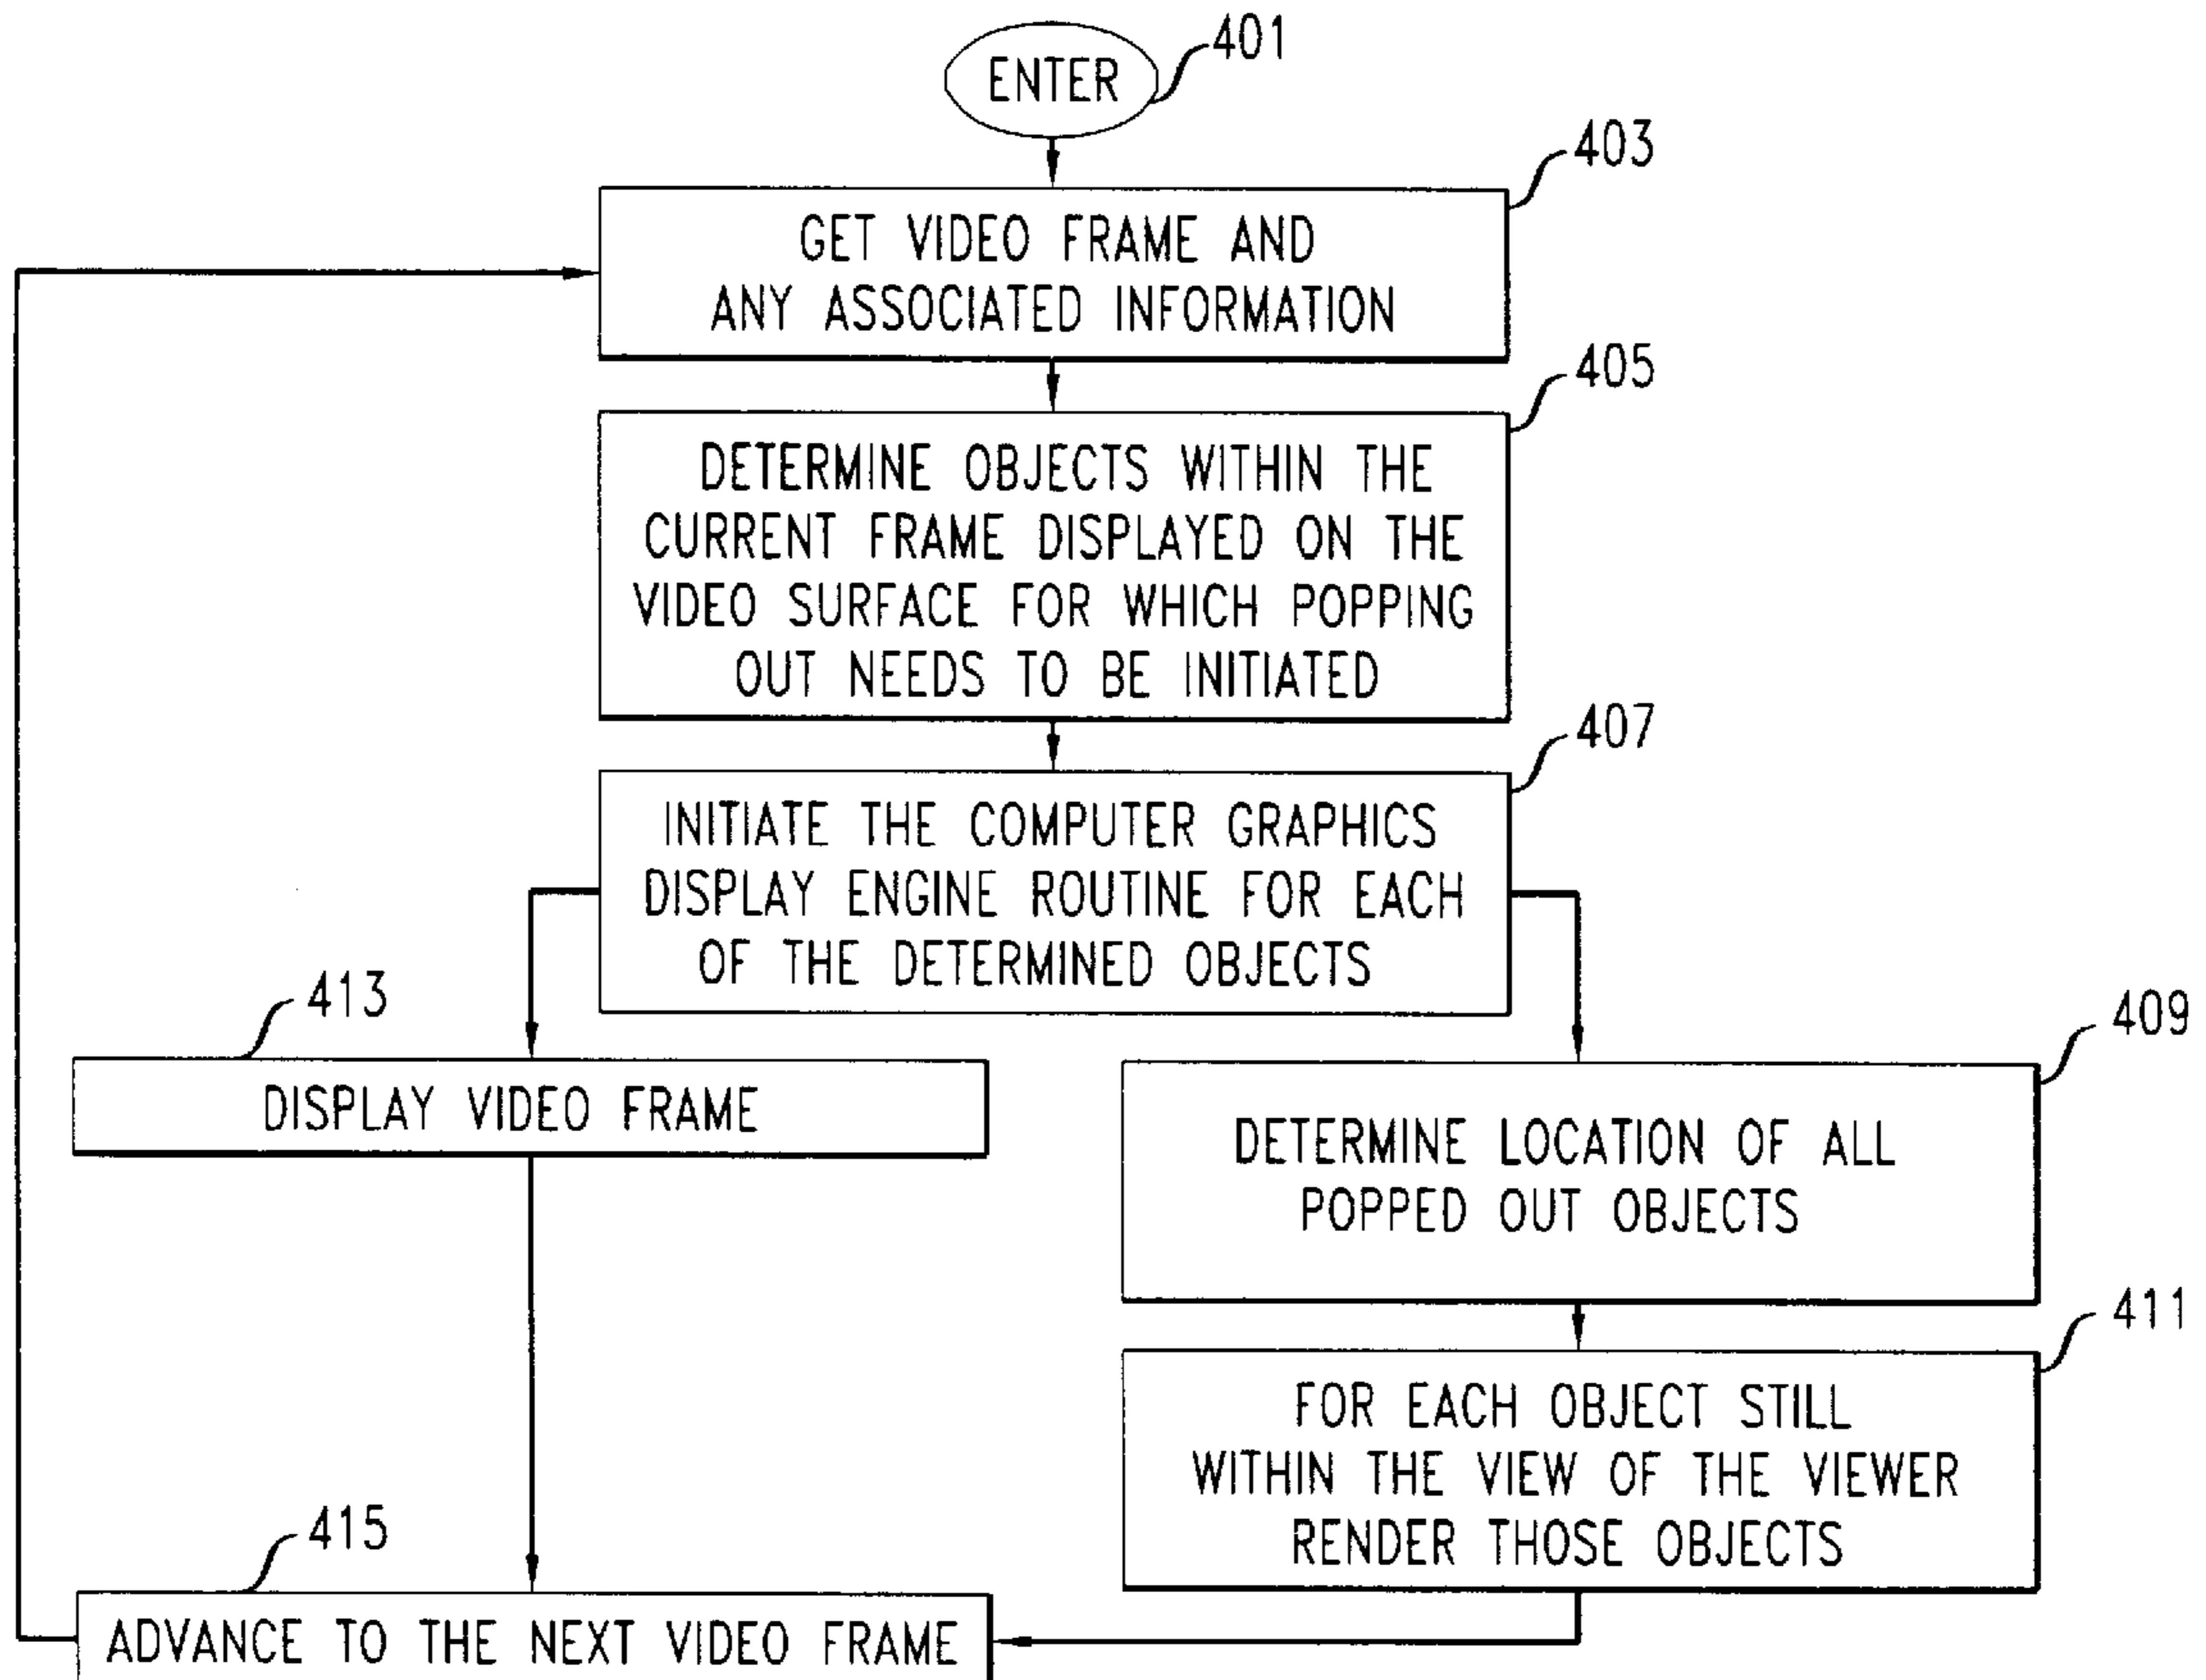 ENTER
401
403
GET VIDEO FRAME AND
ANY ASSOCIATED INFORMATION
405
DETERMINE OBJECTS WITHIN THE
CURRENT FRAME DISPLAYED ON THE
VIDEO SURFACE FOR WHICH POPPING
OUT NEEDS TO BE INITIATED
407
INITIATE THE COMPUTER GRAPHICS
DISPLAY ENGINE ROUTINE FOR EACH
OF THE DETERMINED OBJECTS
413
DISPLAY VIDEO FRAME
409
DETERMINE LOCATION OF ALL
POPPED OUT OBJECTS
411
FOR EACH OBJECT STILL
WITHIN THE VIEW OF THE VIEWER
RENDER THOSE OBJECTS
415
ADVANCE TO THE NEXT VIDEO FRAME